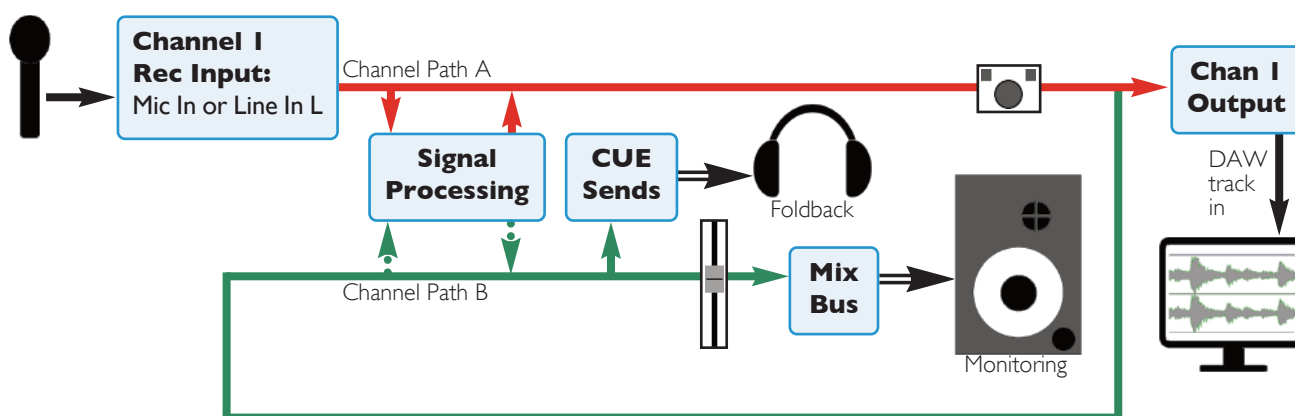 Channel 1
Rec Input:
Mic In or Line In L
Channel Path A
Chan 1
Output
Signal
Processing
CUE
Sends
Foldback
DAW
track
in
Channel Path B
Mix
Bus
Monitoring